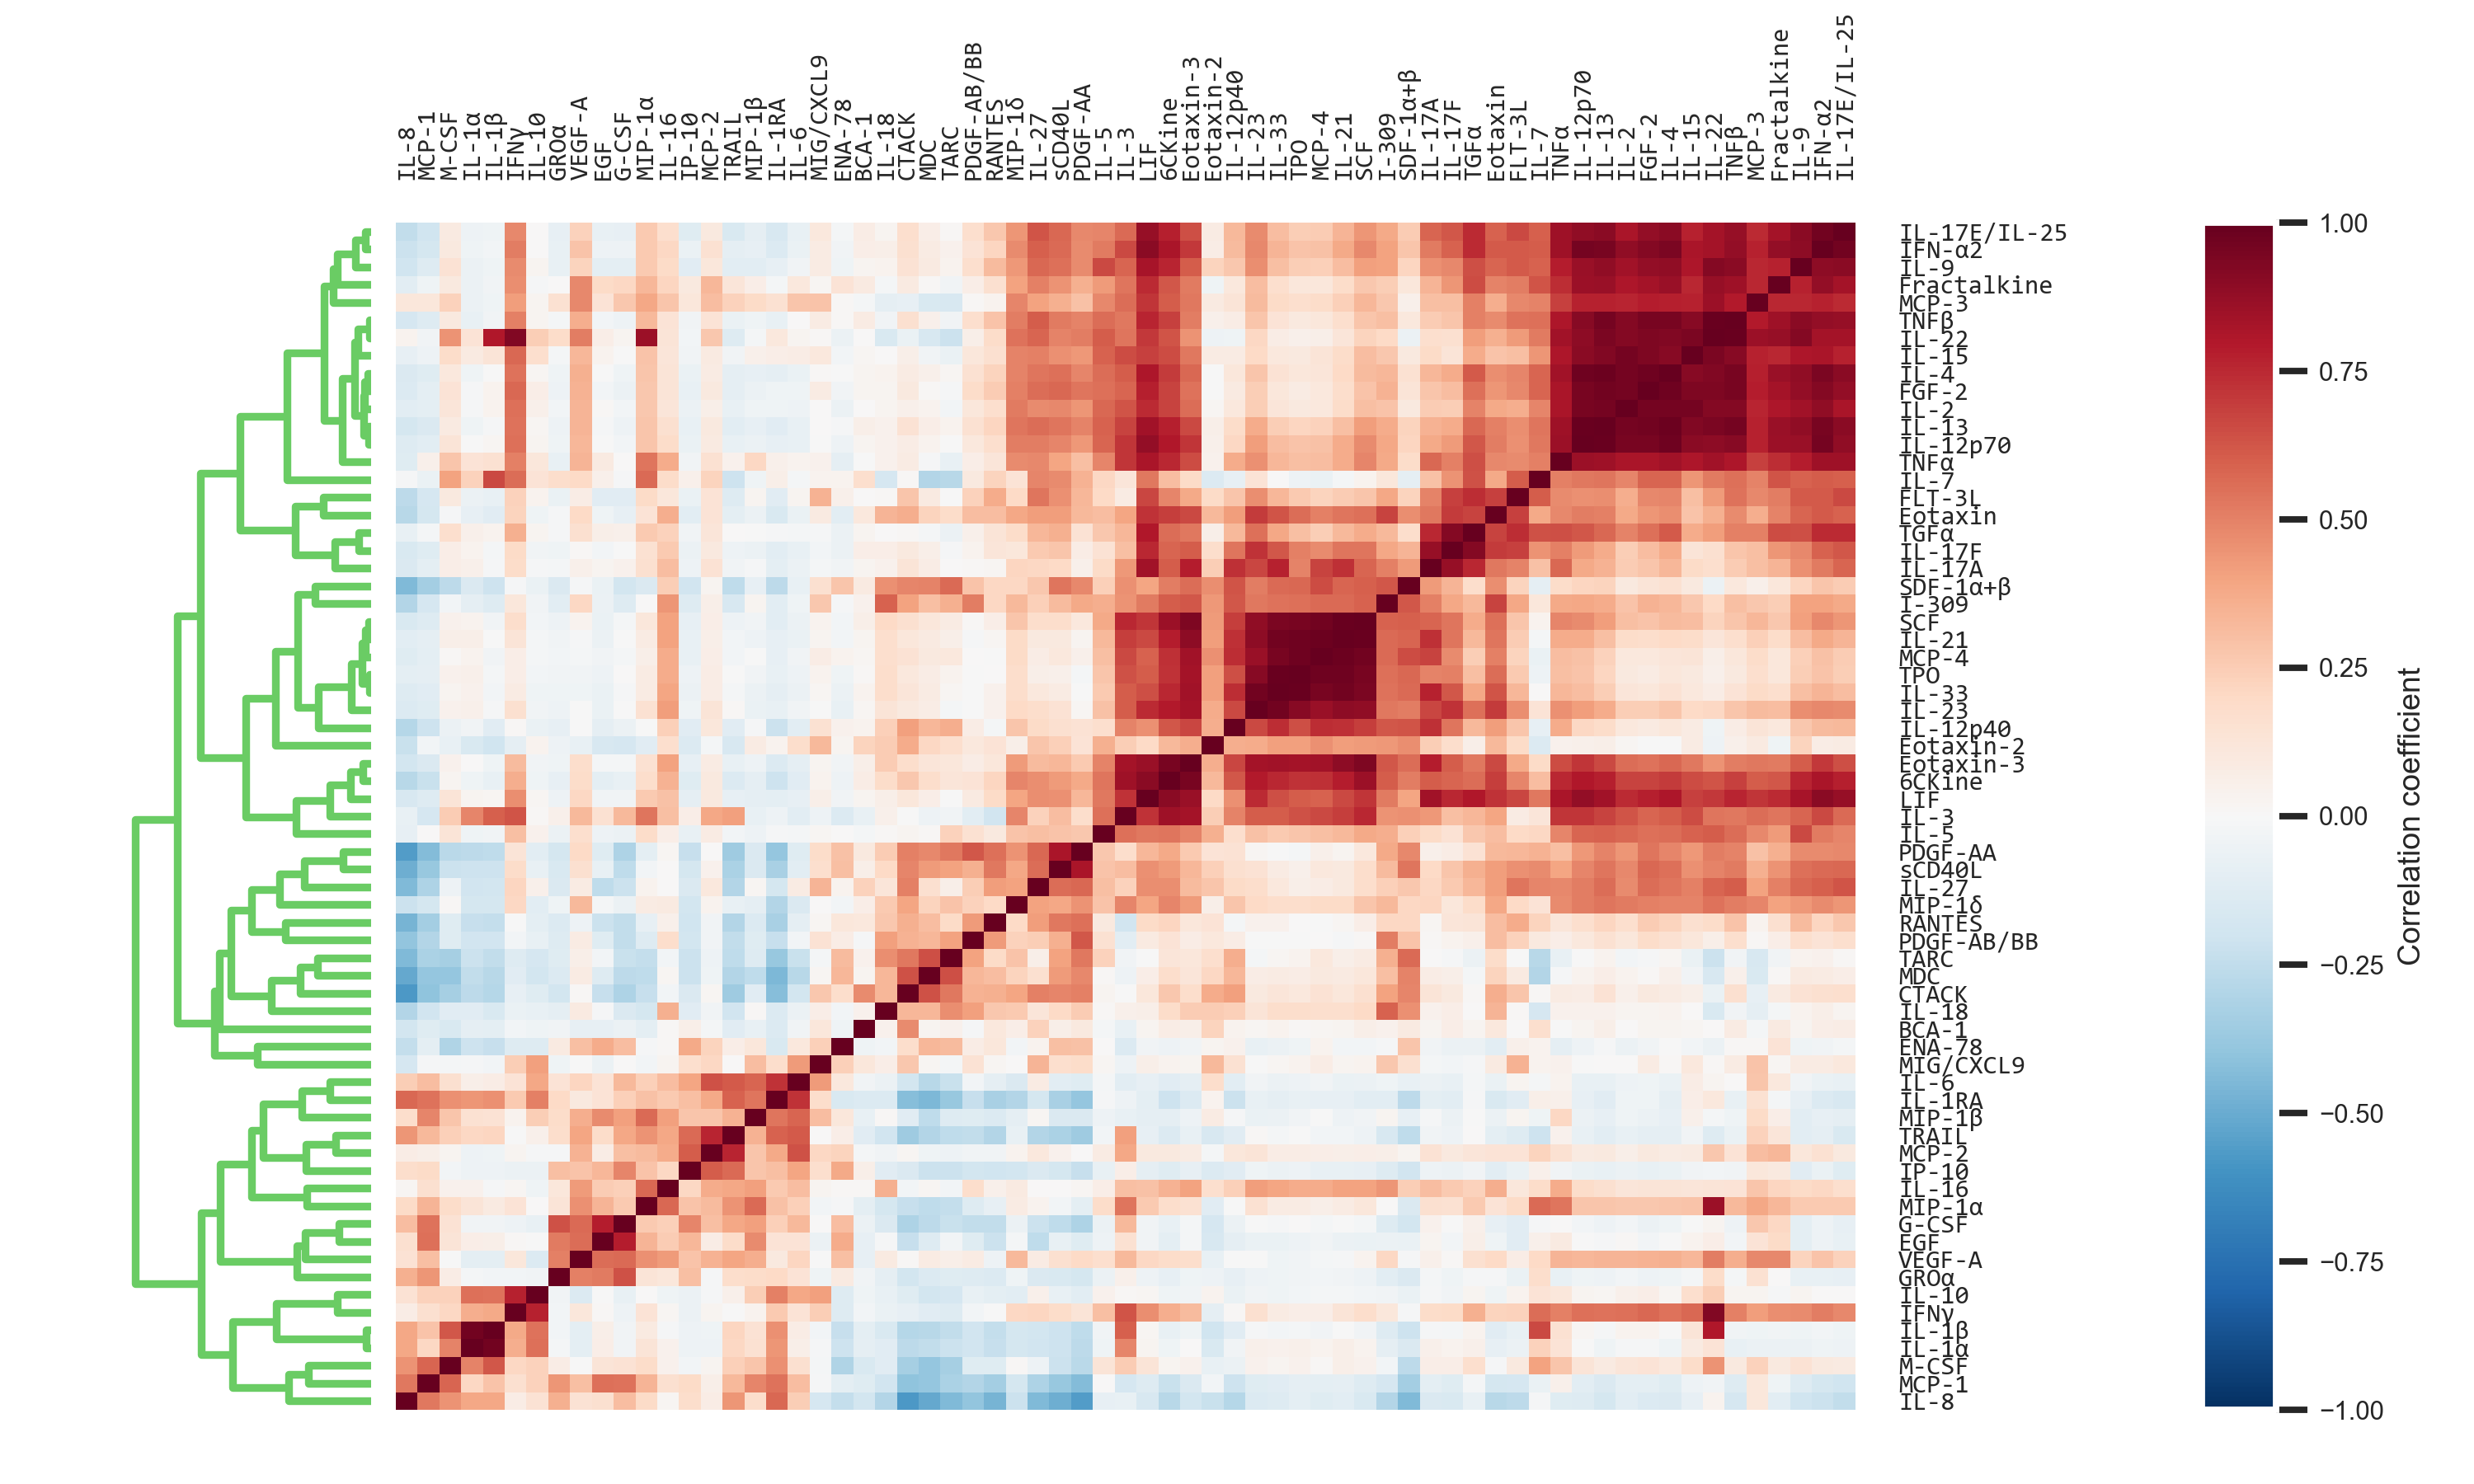 IL-8
MCP-1
M-CSF
IL-1α
IL-1β
IFNγ
IL-10
GROα
VEGF-A
EGF
G-CSF
MIP-1α
IL-16
IP-10
MCP-2
TRAIL
MIP-1β
IL-1RA
IL-6
MIG/CXCL9
ENA-78
BCA-1
IL-18
CTACK
MDC
TARC
PDGF-AB/BB
RANTES
MIP-1δ
IL-27
sCD40L
PDGF-AA
IL-5
IL-3
LIF
6CKine
Eotaxin-3
Eotaxin-2
IL-12p40
IL-23
IL-33
TPO
MCP-4
IL-21
SCF
I-309
SDF-1α+β
IL-17A
IL-17F
TGFα
Eotaxin
FLT-3L
IL-7
TNFα
IL-12p70
IL-13
IL-2
FGF-2
IL-4
IL-15
IL-22
TNFβ
MCP-3
Fractalkine
IL-9
IFN-α2
IL-17E/IL-25
IL-17E/IL-25
IFN-α2
IL-9
Fractalkine
MCP-3
TNFβ
IL-22
IL-15
IL-4
FGF-2
IL-2
IL-13
IL-12p70
TNFα
IL-7
FLT-3L
Eotaxin
TGFα
IL-17F
IL-17A
SDF-1α+β
I-309
SCF
IL-21
MCP-4
TPO
IL-33
IL-23
IL-12p40
Eotaxin-2
Eotaxin-3
6CKine
LIF
IL-3
IL-5
PDGF-AA
sCD40L
IL-27
MIP-1δ
RANTES
PDGF-AB/BB
TARC
MDC
CTACK
IL-18
BCA-1
ENA-78
MIG/CXCL9
IL-6
IL-1RA
MIP-1β
TRAIL
MCP-2
IP-10
IL-16
MIP-1α
G-CSF
EGF
VEGF-A
GROα
IL-10
IFNγ
IL-1β
IL-1α
M-CSF
MCP-1
IL-8
1.00
0.75
0.50
0.25
0.00
−0.25
−0.50
−0.75
−1.00
Correlation coefficient